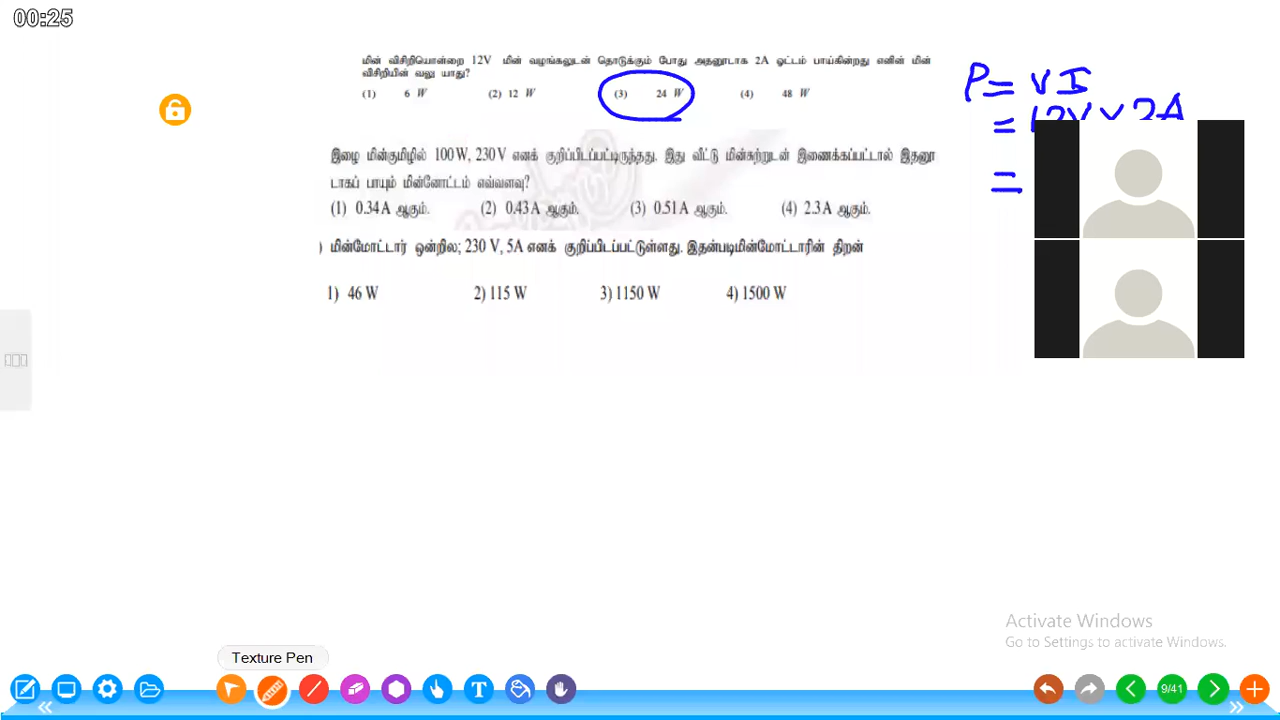 00:25
மின் விசிறியொன்றை 12V மின் வழங்கலுடன் தொடுக்கும் போது அதனூடாக 2A ஓட்டம் பாய்கின்றது எனின் மின்
விசிறியின் வலு யாது?
(1) 6 W (2) 12 W (3) 24 W (4) 48 W
P = VI
= 12V × 2A
=
இழை மின்குமிழில் 100 W, 230 V எனக் குறிப்பிடப்பட்டிருந்தது. இது வீட்டு மின்சுற்றுடன் இணைக்கப்பட்டால் இதனூ
டாகப் பாயும் மின்னோட்டம் எவ்வளவு?
(1) 0.34 A ஆகும். (2) 0.43 A ஆகும். (3) 0.51 A ஆகும். (4) 2.3 A ஆகும்.
) மின்மோட்டார் ஒன்றில; 230 V, 5A எனக் குறிப்பிடப்பட்டுள்ளது. இதன்படிமின்மோட்டாரின் திறன்
1) 46 W 2) 115 W 3) 1150 W 4) 1500 W
Activate Windows
Go to Settings to activate Windows.
Texture Pen
T
9/41